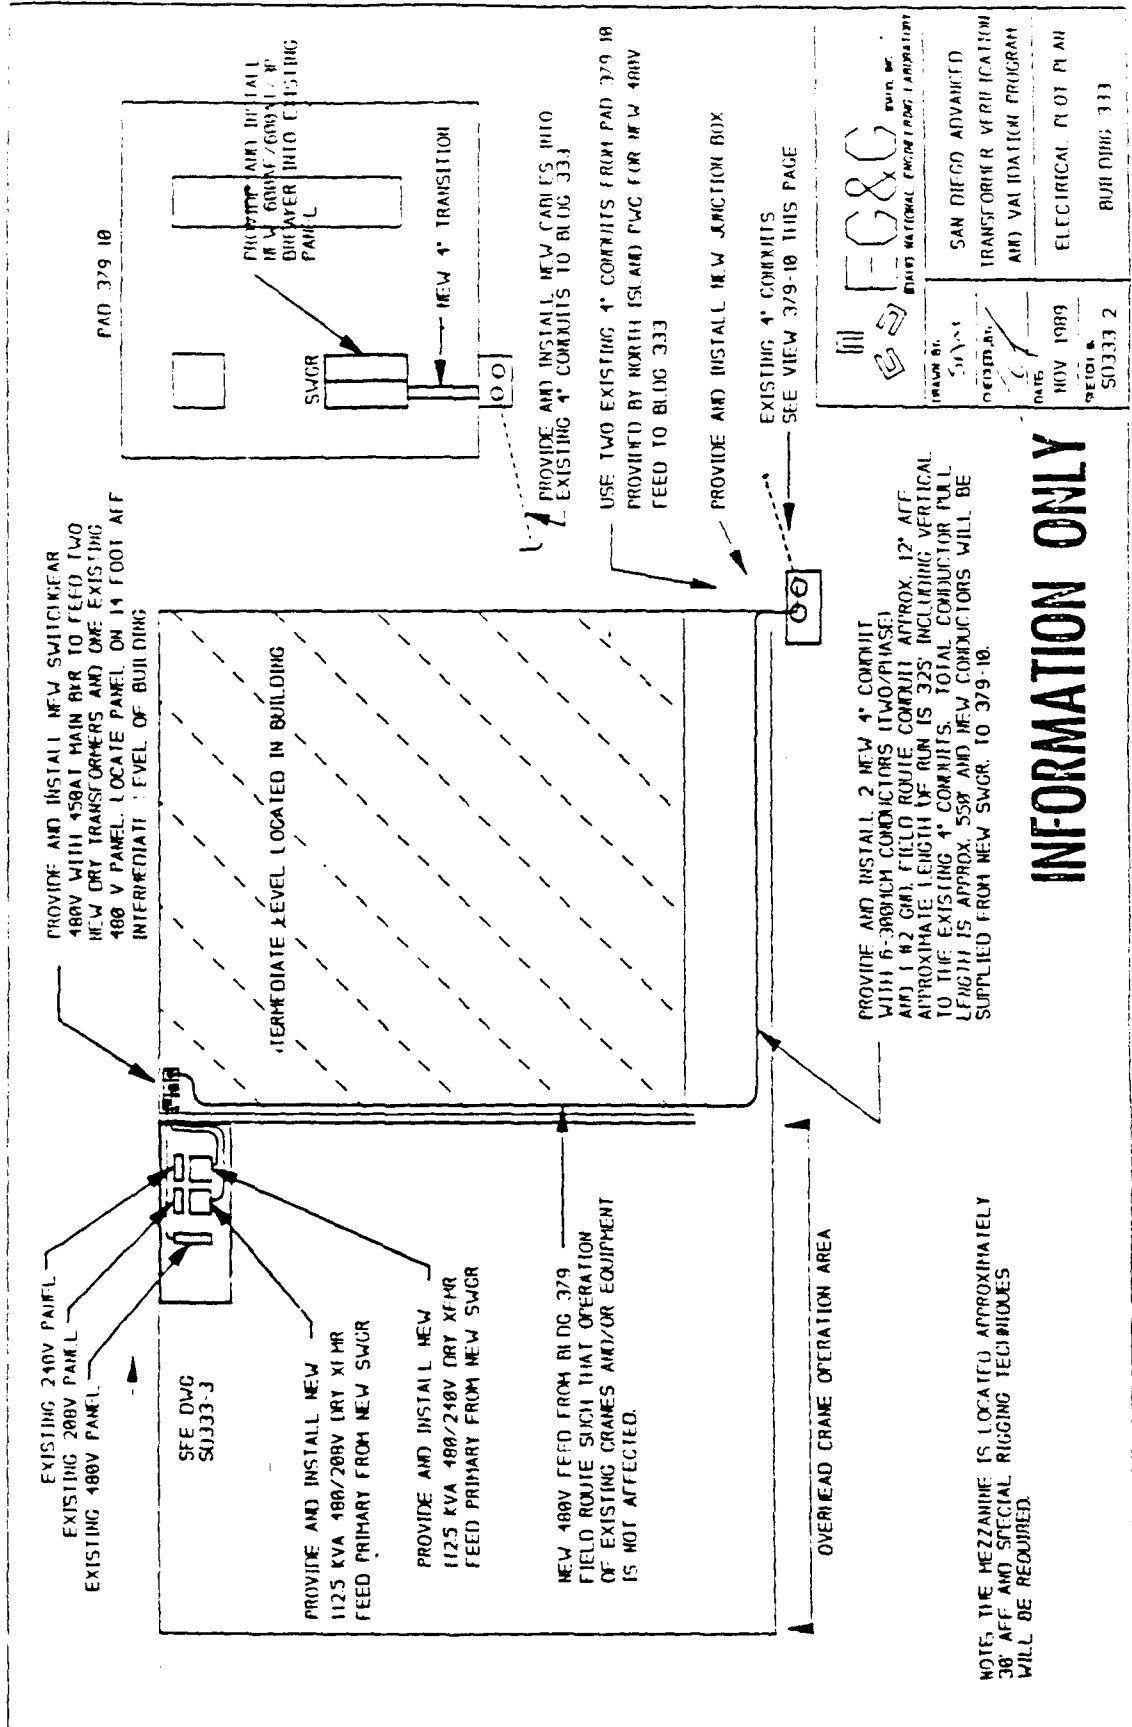 EXISTING 240V PANEL
EXISTING 208V PANEL
EXISTING 480V PANEL
SEE DWG
S0333-3
PROVIDE AND INSTALL NEW
112.5 KVA 480/208V DRY XFMR
FEED PRIMARY FROM NEW SWGR
PROVIDE AND INSTALL NEW
112.5 KVA 480/240V DRY XFMR
FEED PRIMARY FROM NEW SWGR
NEW 480V FEED FROM BLDG 379
FIELD ROUTE SUCH THAT OPERATION
OF EXISTING CRANES AND/OR EQUIPMENT
IS NOT AFFECTED.
OVERHEAD CRANE OPERATION AREA
NOTE, THE MEZZANINE IS LOCATED APPROXIMATELY
30' AFF AND SPECIAL RIGGING TECHNIQUES
WILL BE REQUIRED.
PROVIDE AND INSTALL NEW SWITCHGEAR
480V WITH 450AT MAIN BKR TO FEED TWO
NEW DRY TRANSFORMERS AND ONE EXISTING
480 V PANEL. LOCATE PANEL ON 14 FOOT AFF
INTERMEDIATE LEVEL OF BUILDING
TERMEDIATE LEVEL LOCATED IN BUILDING
PROVIDE AND INSTALL 2 NEW 4" CONDUIT
WITH 6-300MCM CONDUCTORS (TWO/PHASE)
AND 1 #2 GND. FIELD ROUTE CONDUIT APPROX. 12' AFF.
APPROXIMATE LENGTH OF RUN IS 325' INCLUDING VERTICAL
TO THE EXISTING 4" CONDUITS. TOTAL CONDUCTOR PULL
LENGTH IS APPROX. 550' AND NEW CONDUCTORS WILL BE
SUPPLIED FROM NEW SWGR. TO 379-10.
INFORMATION ONLY
PAD 379 10
PROVIDE AND INSTALL
NEW 600AF/600AT/3P
BREAKER INTO EXISTING
PANEL
SWGR
NEW 4" TRANSITION
PROVIDE AND INSTALL NEW CABLES INTO
EXISTING 4" CONDUITS TO BLDG 333
USE TWO EXISTING 4" CONDUITS FROM PAD 379 10
PROVIDED BY NORTH ISLAND PWC FOR NEW 480V
FEED TO BLDG 333
PROVIDE AND INSTALL NEW JUNCTION BOX
EXISTING 4" CONDUITS
SEE VIEW 379-10 THIS PAGE
EG&G
IDAHO NATIONAL ENGINEERING LABORATORY
DRAWN BY.
CHECKED BY.
DATE
NOV 1989
SKETCH #.
S0333 2
SAN DIEGO ADVANCED
TRANSFORMER VERIFICATION
AND VALIDATION PROGRAM
ELECTRICAL PLOT PLAN
BUILDING 333